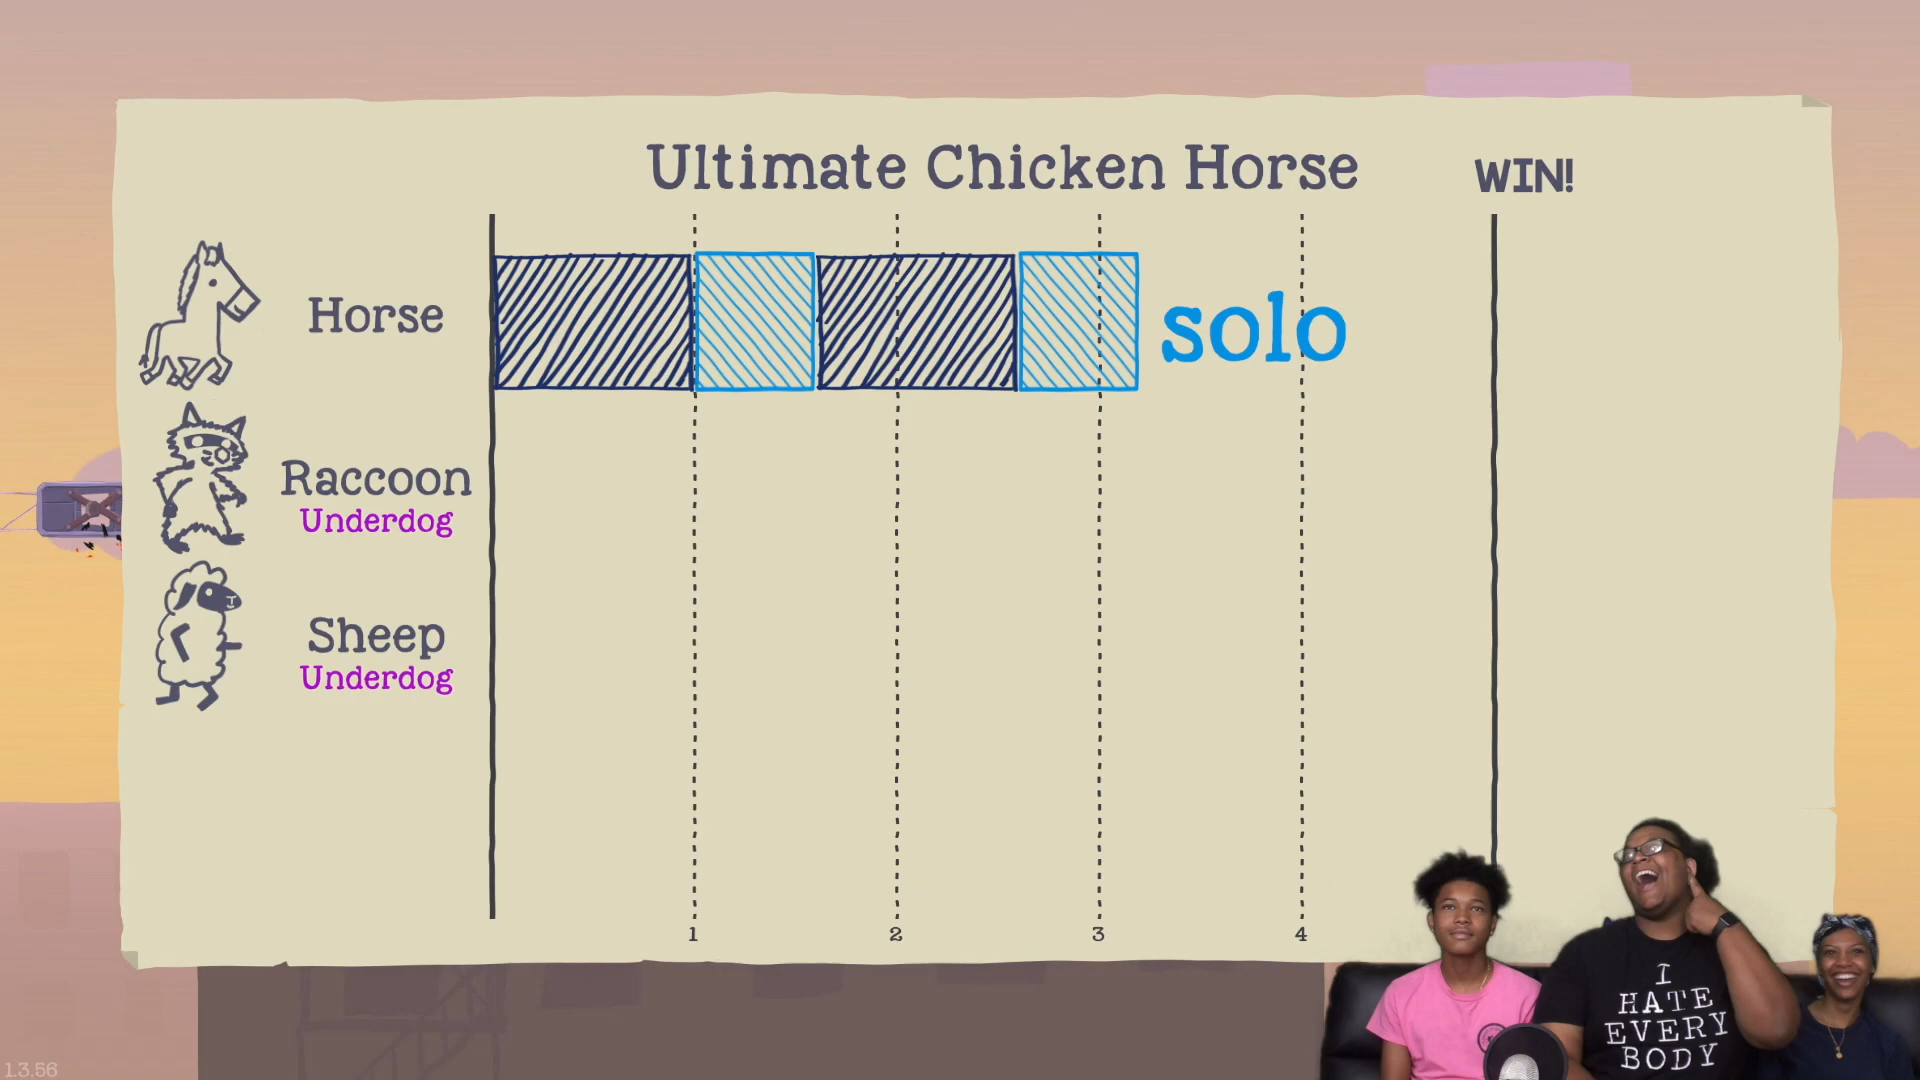 Ultimate Chicken Horse
WIN!
Horse
solo
Raccoon
Underdog
Sheep
Underdog
1 2 3 4
I
HATE
EVERY
BODY
1.3.56